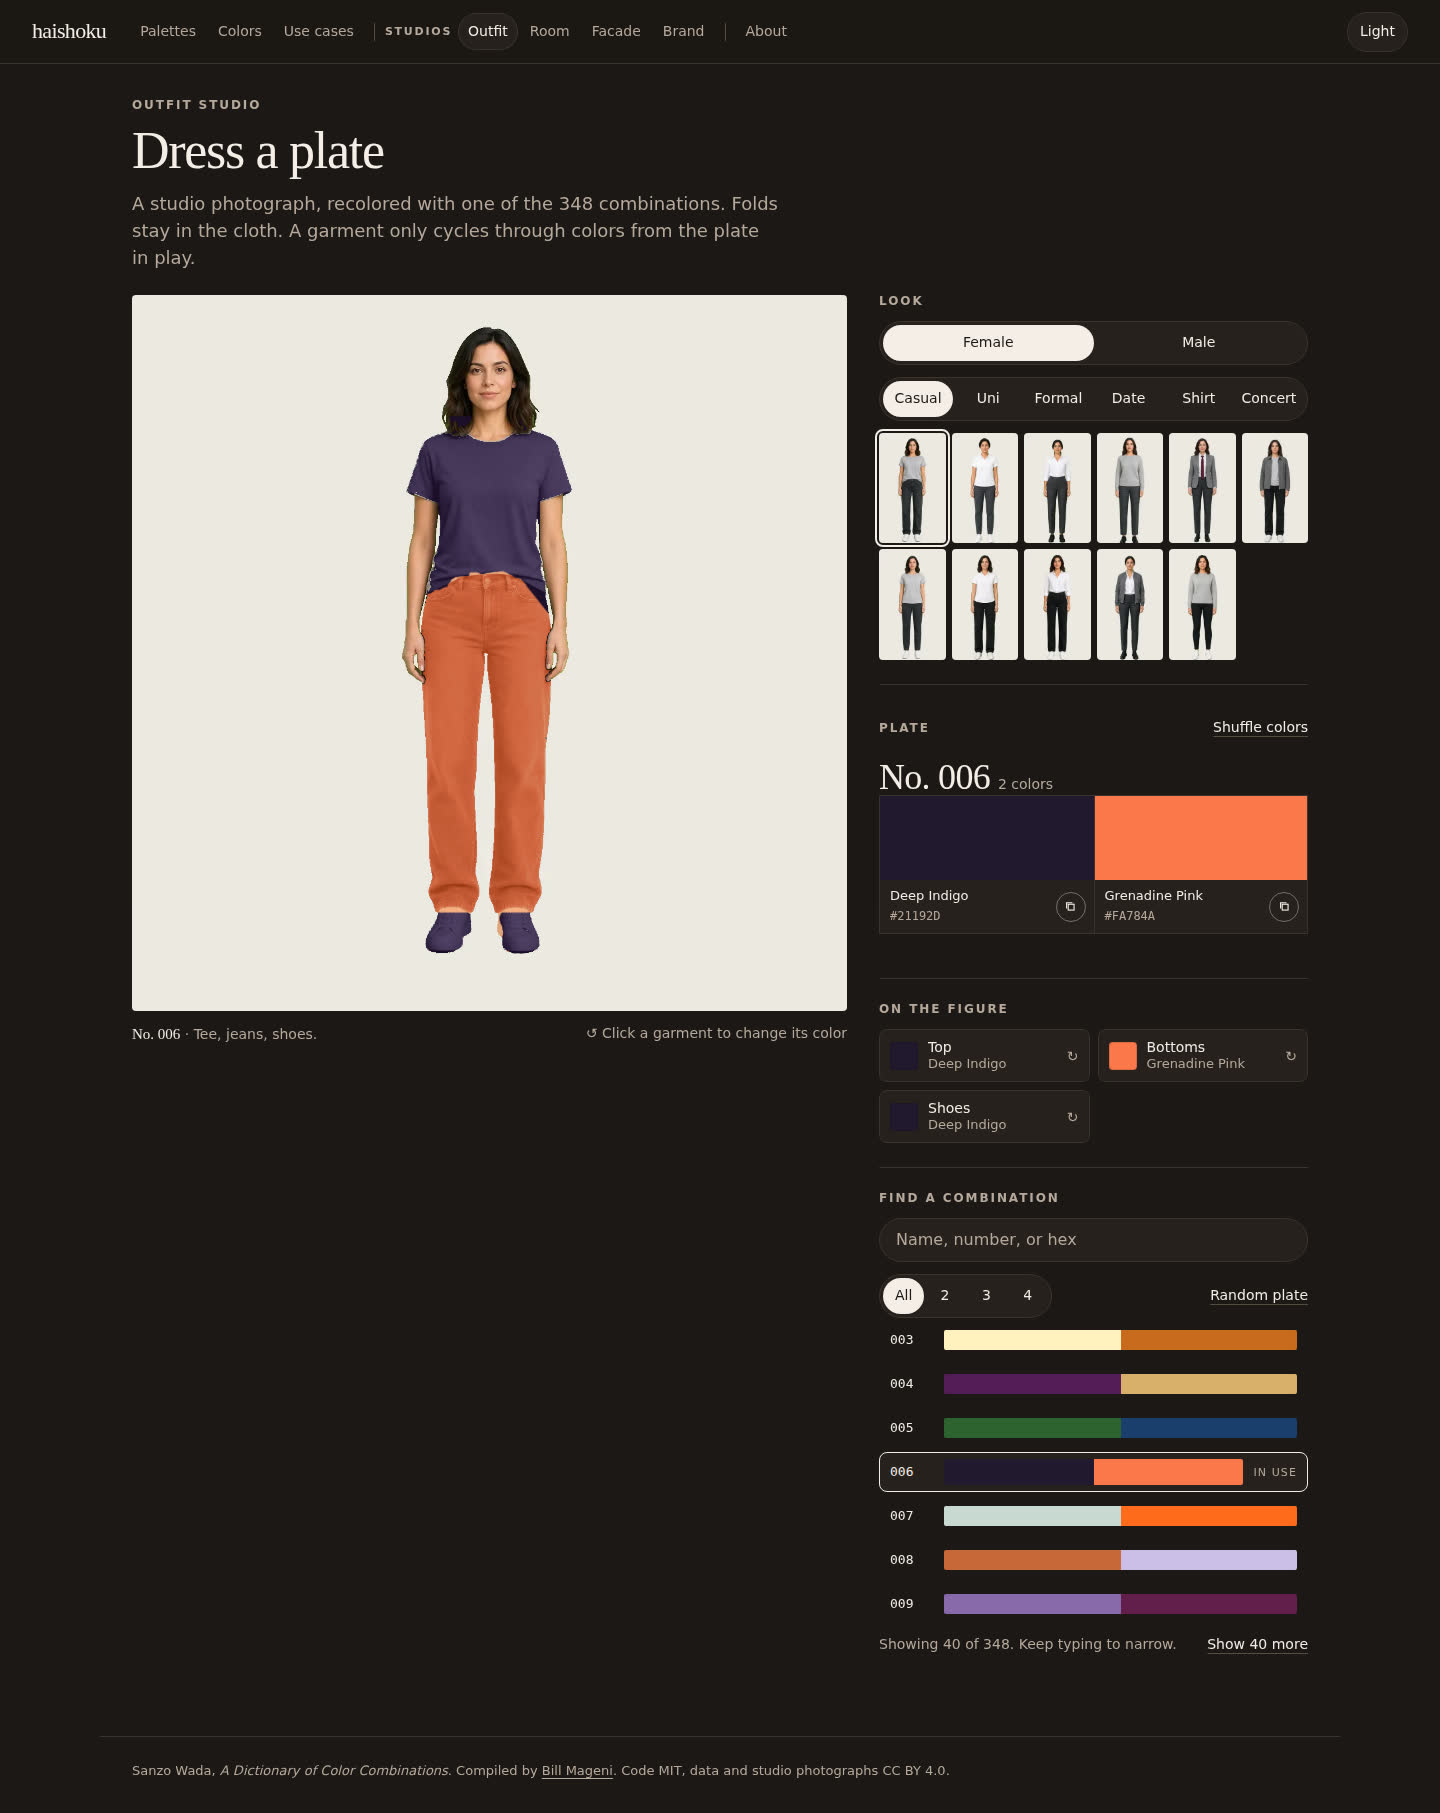 haishoku
Palettes
Colors
Use cases
STUDIOS
Outfit
Room
Facade
Brand
About
Light
OUTFIT STUDIO
Dress a plate
A studio photograph, recolored with one of the 348 combinations. Folds
stay in the cloth. A garment only cycles through colors from the plate
in play.
No. 006 · Tee, jeans, shoes.
↺ Click a garment to change its color
LOOK
Female
Male
Casual
Uni
Formal
Date
Shirt
Concert
PLATE
Shuffle colors
No. 006 2 colors
Deep Indigo
#21192D
Grenadine Pink
#FA784A
ON THE FIGURE
Top
Deep Indigo
↻
Bottoms
Grenadine Pink
↻
Shoes
Deep Indigo
↻
FIND A COMBINATION
Name, number, or hex
All
2
3
4
Random plate
003
004
005
006
IN USE
007
008
009
Showing 40 of 348. Keep typing to narrow.
Show 40 more
Sanzo Wada, A Dictionary of Color Combinations. Compiled by Bill Mageni. Code MIT, data and studio photographs CC BY 4.0.